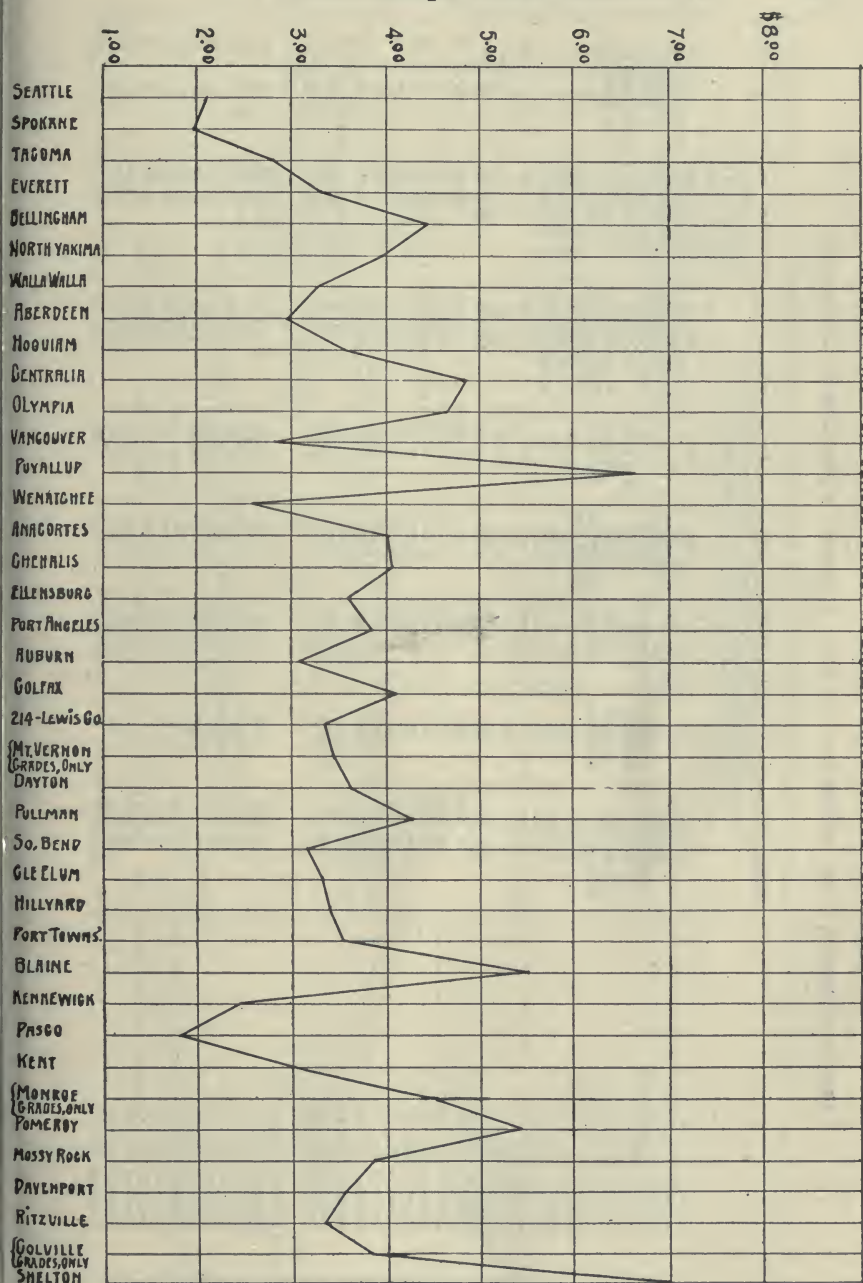 1.00 2.00 3.00 4.00 5.00 6.00 7.00 $8.00
SEATTLE
SPOKANE
TACOMA
EVERETT
BELLINGHAM
NORTH YAKIMA
WALLA WALLA
ABERDEEN
HOQUIAM
CENTRALIA
OLYMPIA
VANCOUVER
PUYALLUP
WENATCHEE
ANACORTES
CHEHALIS
ELLENSBURG
PORT ANGELES
AUBURN
COLFAX
214-LEWIS CO.
MT. VERNON
GRADES, ONLY
DAYTON
PULLMAN
SO. BEND
CLE ELUM
HILLYARD
PORT TOWNS'.
BLAINE
KENNEWICK
PASCO
KENT
MONROE
GRADES, ONLY
POMEROY
MOSSY ROCK
DAVENPORT
RITZVILLE
COLVILLE
GRADES, ONLY
SHELTON